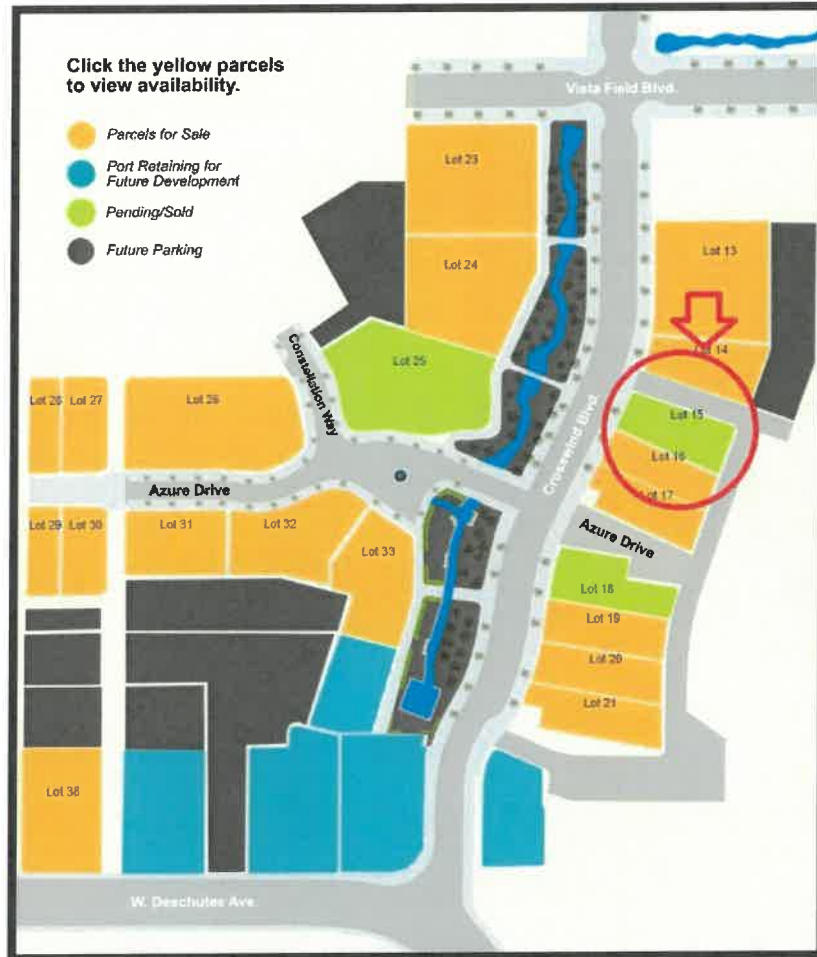 Click the yellow parcels
to view availability.
Parcels for Sale
Port Retaining for
Future Development
Pending/Sold
Future Parking
Vista Field Blvd.
Lot 23
Lot 24
Lot 13
Lot 14
Lot 25
Constellation Way
Lot 15
Lot 16
Lot 17
Crosswind Blvd.
Lot 28
Lot 27
Lot 26
Azure Drive
Azure Drive
Lot 29
Lot 30
Lot 31
Lot 32
Lot 33
Lot 18
Lot 19
Lot 20
Lot 21
Lot 38
W. Deschutes Ave.